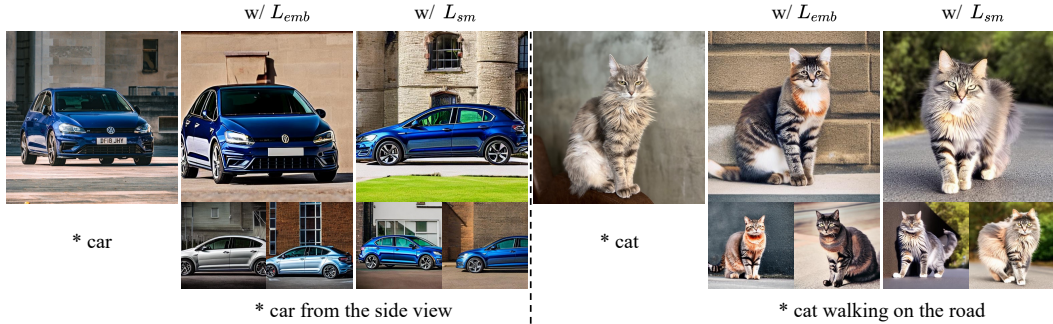 w/ L_emb
w/ L_sm
w/ L_emb
w/ L_sm
* car
* cat
* car from the side view
* cat walking on the road